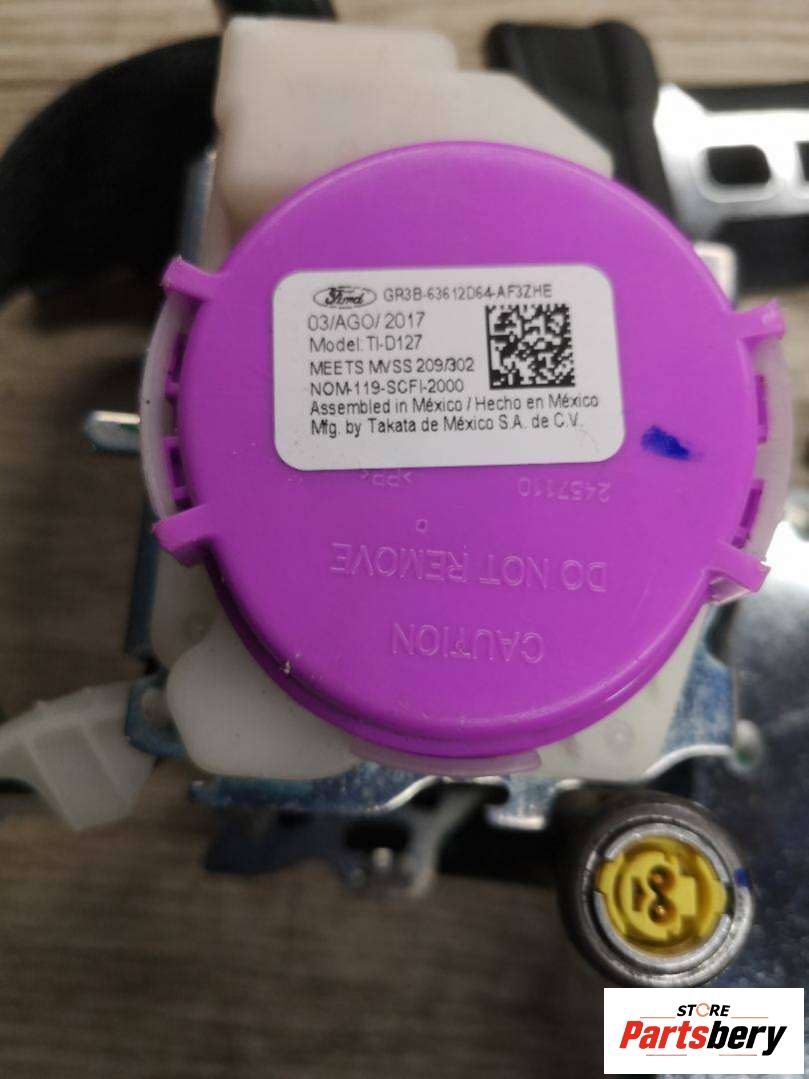 Ford GR3B-63612D64-AF3ZHE
03/AGO/2017
Model: TI-D127
MEETS MVSS 209/302
NOM-119-SCFI-2000
Assembled in México / Hecho en México
Mfg. by Takata de México S.A. de C.V.
CAUTION
DO NOT REMOVE
2457110
>PP<
STORE
Partsbery